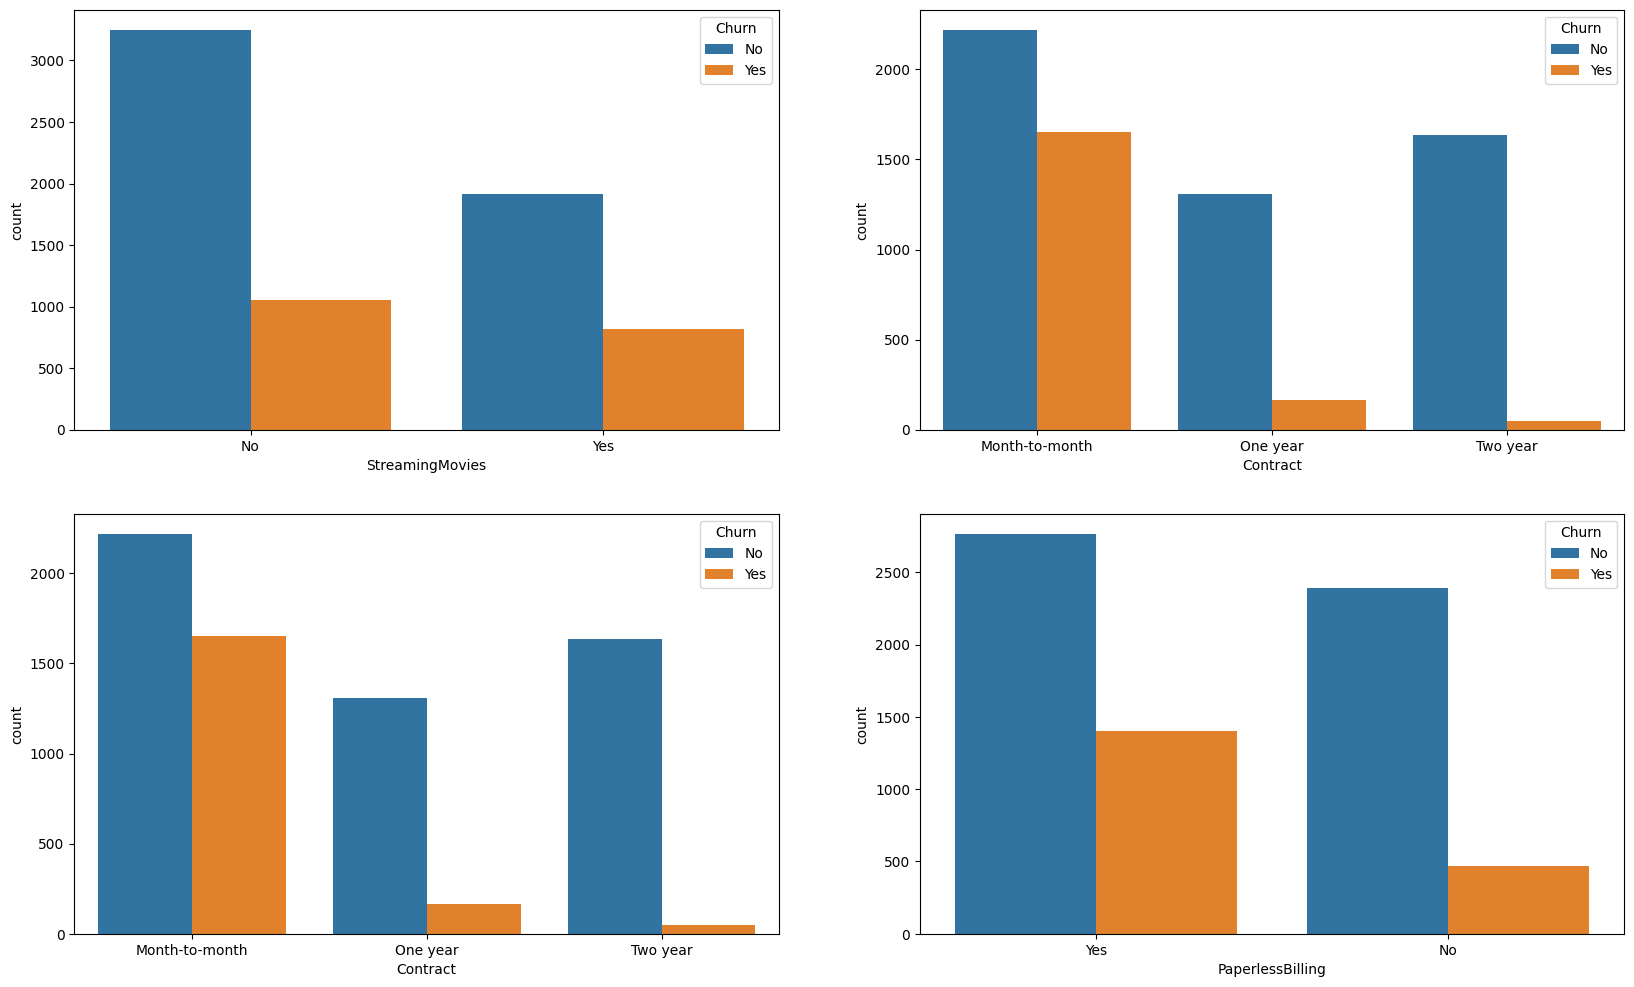 Churn
No
Yes
3000
2500
2000
1500
1000
500
0
count
No
Yes
StreamingMovies
Churn
No
Yes
2000
1500
1000
500
0
count
Month-to-month
One year
Two year
Contract
Churn
No
Yes
2000
1500
1000
500
0
count
Month-to-month
One year
Two year
Contract
Churn
No
Yes
2500
2000
1500
1000
500
0
count
Yes
No
PaperlessBilling